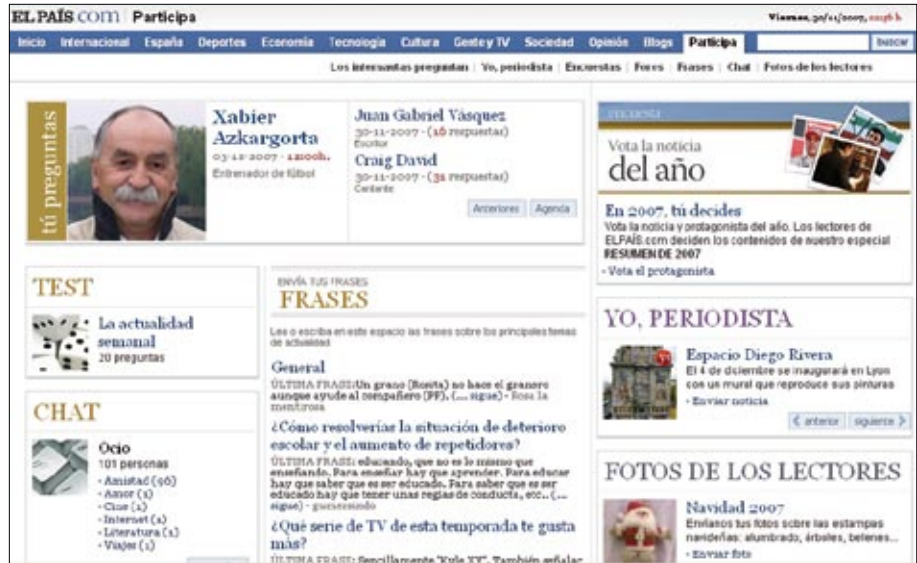 EL PAÍS.COM Participa
Viernes, 30/11/2007,
Inicio Internacional España Deportes Economía Tecnología Cultura Gente y TV Sociedad Opinión Blogs Participa buscar
Los internautas preguntan | Yo, periodista | Encuestas | Foros | Frases | Chat | Fotos de los lectores
tú preguntas
Xabier
Azkargorta
03-12-2007 - 1200h.
Entrenador de fútbol
Juan Gabriel Vásquez
30-11-2007 - (16 respuestas)
Escritor
Craig David
30-11-2007 - (31 respuestas)
Cantante
Anteriores Agenda
encuesta
Vota la noticia
del año
En 2007, tú decides
Vota la noticia y protagonista del año. Los lectores de
ELPAÍS.com deciden los contenidos de nuestro especial
RESUMEN DE 2007
- Vota el protagonista
TEST
La actualidad
semanal
20 preguntas
CHAT
Ocio
101 personas
- Amistad (96)
- Amor (1)
- Cine (1)
- Internet (1)
- Literatura (1)
- Viajes (1)
ENVÍA TUS FRASES
FRASES
Lea o escriba en este espacio las frases sobre los principales temas
de actualidad
General
ÚLTIMA FRASE: Un grano (Rosita) no hace el granero
aunque ayude al compañero (PP), (... sigue) - Rosa la
mentirosa
¿Cómo resolverías la situación de deterioro
escolar y el aumento de repetidores?
ÚLTIMA FRASE: educando, que no es lo mismo que
enseñando. Para enseñar hay que aprender. Para educar
hay que saber que es ser educado. Para saber que es ser
educado hay que tener unas reglas de conducta, etc.. (...
sigue) -
¿Qué serie de TV de esta temporada te gusta
más?
ÚLTIMA FRASE: Sencillamente "Kyle XY". También señalar
YO, PERIODISTA
Espacio Diego Rivera
El 4 de diciembre se inaugurará en Lyon
con un mural que reproduce sus pinturas
- Enviar noticia
anterior siguiente
FOTOS DE LOS LECTORES
Navidad 2007
Envíanos tus fotos sobre las estampas
navideñas: alumbrado, árboles, belenes...
- Enviar foto